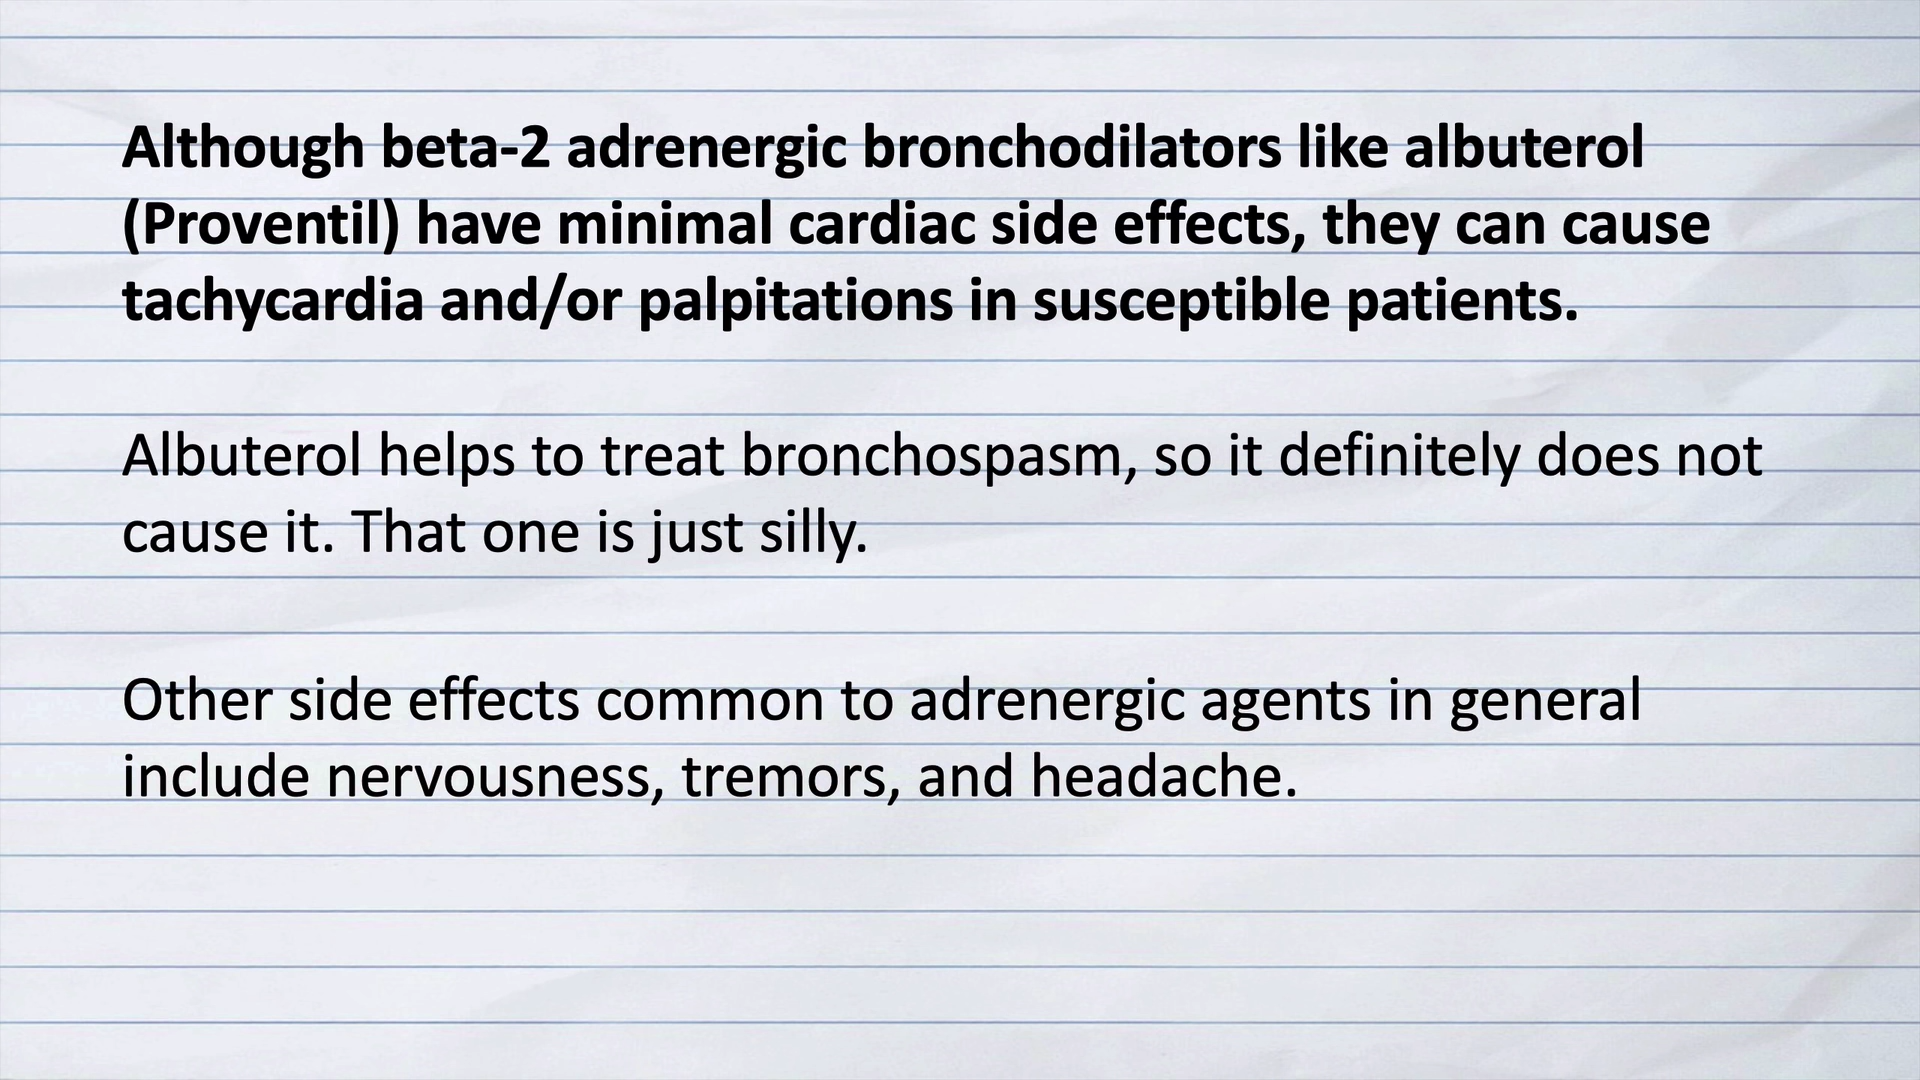 Although beta-2 adrenergic bronchodilators like albuterol
(Proventil) have minimal cardiac side effects, they can cause
tachycardia and/or palpitations in susceptible patients.
Albuterol helps to treat bronchospasm, so it definitely does not
cause it. That one is just silly.
Other side effects common to adrenergic agents in general
include nervousness, tremors, and headache.